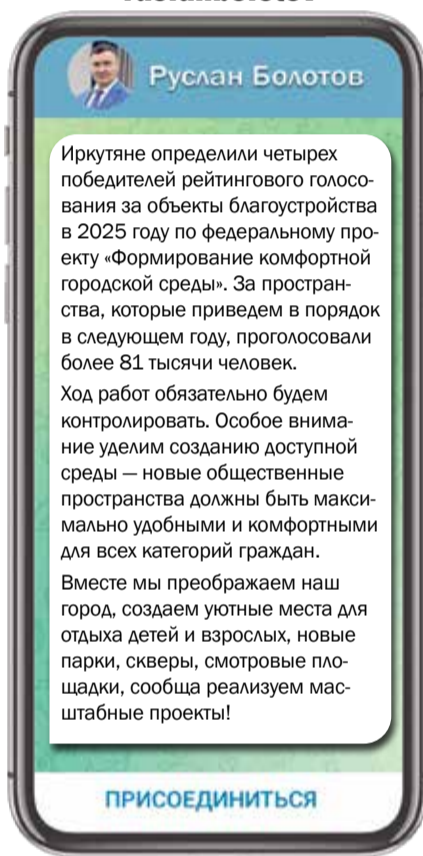 Руслан Болотов
Иркутяне определили четырех
победителей рейтингового голосо-
вания за объекты благоустройства
в 2025 году по федеральному про-
екту «Формирование комфортной
городской среды». За простран-
ства, которые приведем в порядок
в следующем году, проголосовали
более 81 тысячи человек.
Ход работ обязательно будем
контролировать. Особое внима-
ние уделим созданию доступной
среды — новые общественные
пространства должны быть макси-
мально удобными и комфортными
для всех категорий граждан.
Вместе мы преображаем наш
город, создаем уютные места для
отдыха детей и взрослых, новые
парки, скверы, смотровые пло-
щадки, сообща реализуем мас-
штабные проекты!
ПРИСОЕДИНИТЬСЯ